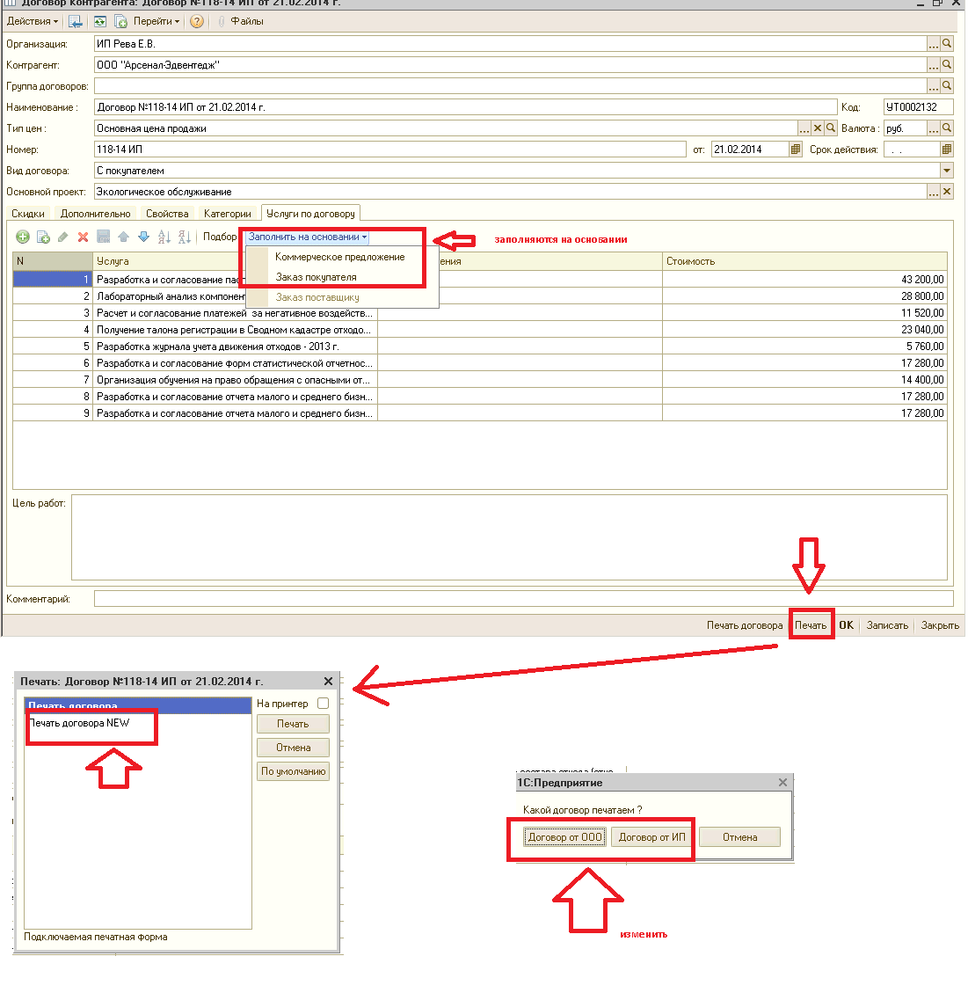 Договор контрагента: Договор №118-14 ИП от 21.02.2014 г.
Действия Перейти Файлы
Организация: ИП Рева Е.В.
Контрагент: ООО "Арсенал-Эдвентедж"
Группа договоров:
Наименование : Договор №118-14 ИП от 21.02.2014 г. Код: УТ0002132
Тип цен : Основная цена продажи Валюта : руб.
Номер: 118-14 ИП от: 21.02.2014 Срок действия: . .
Вид договора: С покупателем
Основной проект: Экологическое обслуживание
Скидки Дополнительно Свойства Категории Услуги по договору
Подбор Заполнить на основании
заполняются на основании
Коммерческое предложение
Заказ покупателя
Заказ поставщику
N Услуга ения Стоимость
1 Разработка и согласование пас 43 200,00
2 Лабораторный анализ компонент 28 800,00
3 Расчет и согласование платежей за негативное воздейств... 11 520,00
4 Получение талона регистрации в Сводном кадастре отходо... 23 040,00
5 Разработка журнала учета движения отходов - 2013 г. 5 760,00
6 Разработка и согласование форм статистической отчетнос... 17 280,00
7 Организация обучения на право обращения с опасными от... 14 400,00
8 Разработка и согласование отчета малого и среднего бизн... 17 280,00
9 Разработка и согласование отчета малого и среднего бизн... 17 280,00
Цель работ:
Комментарий:
Печать договора Печать OK Записать Закрыть
Печать: Договор №118-14 ИП от 21.02.2014 г.
Печать договора
Печать договора NEW
На принтер
Печать
Отмена
По умолчанию
Подключаемая печатная форма
1С:Предприятие
Какой договор печатаем ?
Договор от ООО Договор от ИП Отмена
изменить